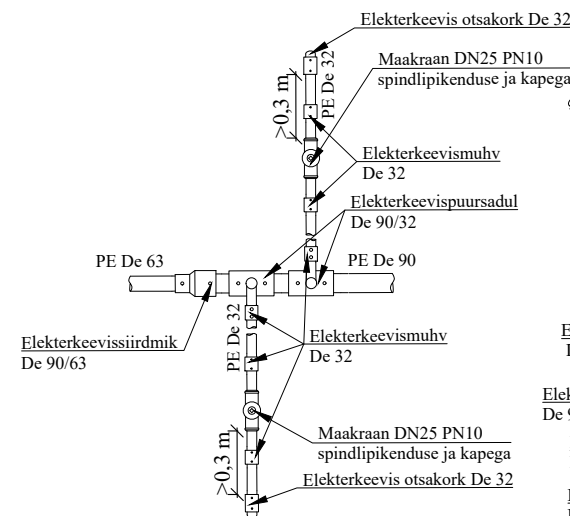 Elekterkeevis otsakork De 32
PE De 32
Maakraan DN25 PN10
spindlipikenduse ja kapega
>0,3 m
Elekterkeevismuhv
De 32
Elekterkeevispuursadul
De 90/32
PE De 63
PE De 90
Elekterkeevissiirdmik
De 90/63
PE De 32
Elekterkeevismuhv
De 32
Maakraan DN25 PN10
spindlipikenduse ja kapega
>0,3 m
Elekterkeevis otsakork De 32
De 9